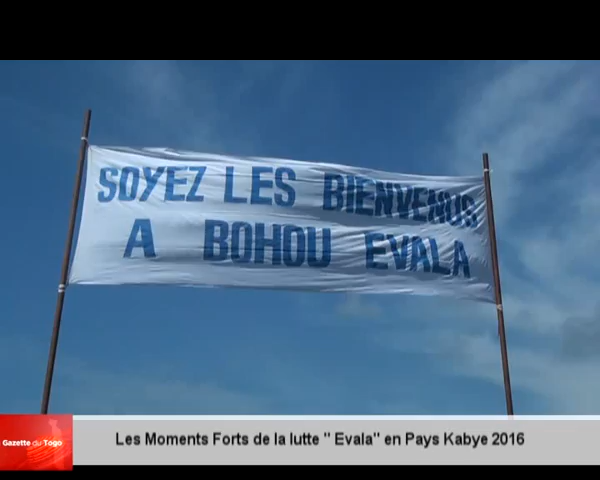 SOYEZ LES BIENVENUS
A BOHOU EVALA
Gazette du Togo
Les Moments Forts de la lutte " Evala" en Pays Kabye 2016